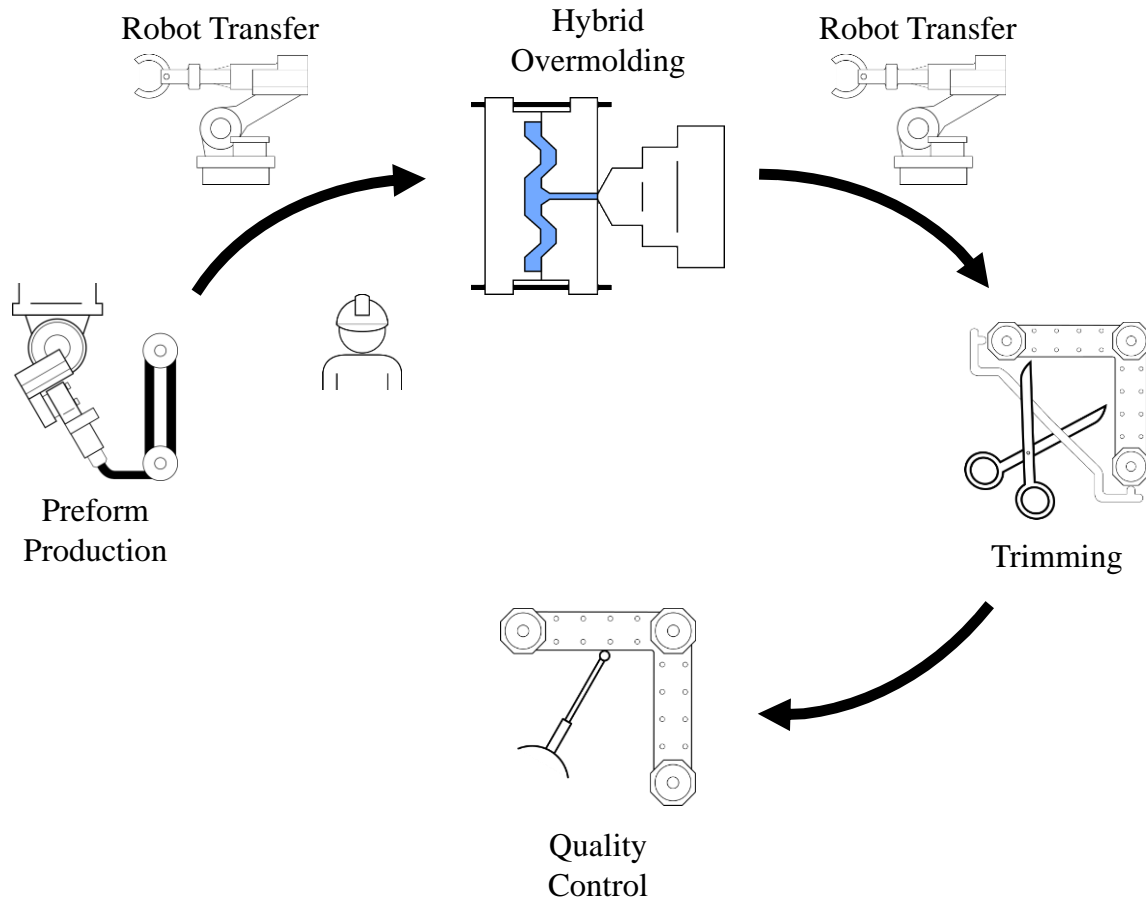 Robot Transfer
Hybrid
Overmolding
Robot Transfer
Preform
Production
Trimming
Quality
Control